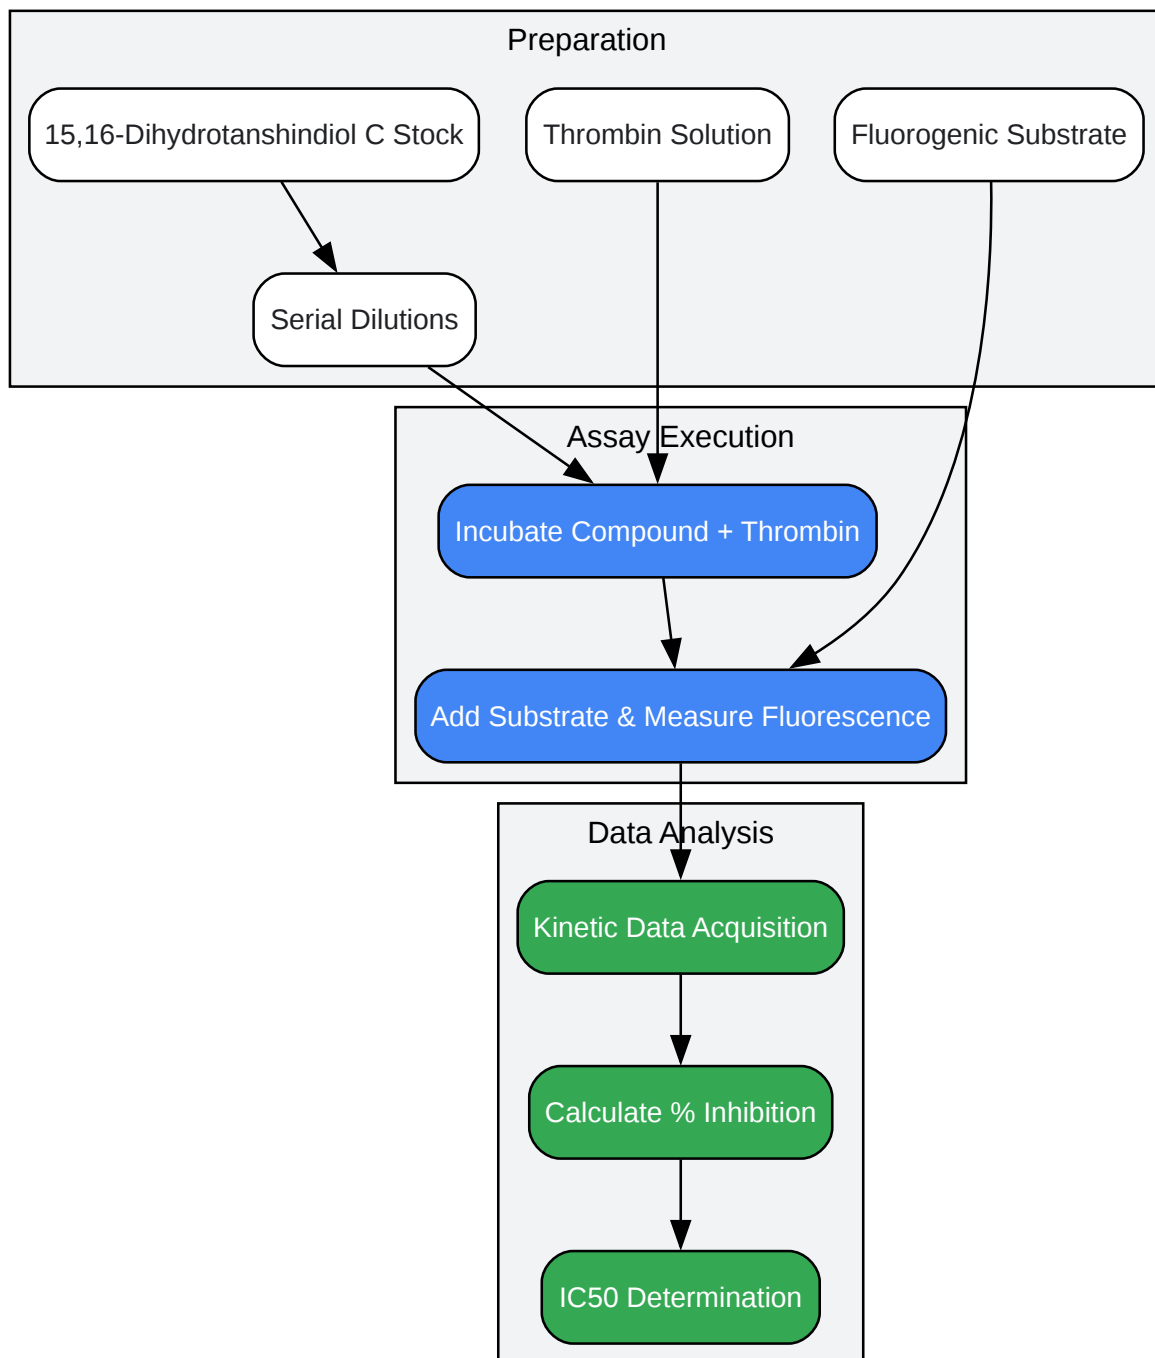 Preparation
15,16-Dihydrotanshindiol C Stock
Thrombin Solution
Fluorogenic Substrate
Serial Dilutions
Assay Execution
Incubate Compound + Thrombin
Add Substrate & Measure Fluorescence
Data Analysis
Kinetic Data Acquisition
Calculate % Inhibition
IC50 Determination